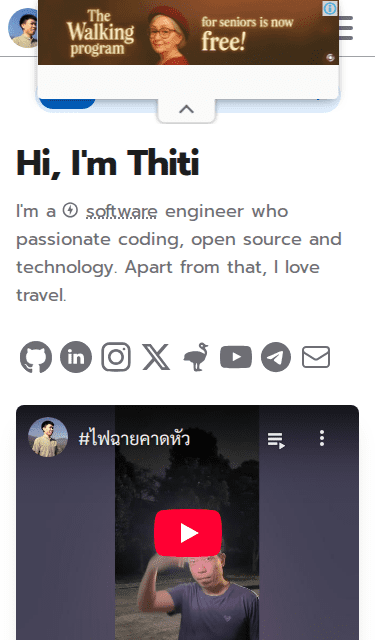 The
Walking
program
for seniors is now
free!
Hi, I'm Thiti
I'm a software engineer who
passionate coding, open source and
technology. Apart from that, I love
travel.
in
#ไฟฉายคาดหัว